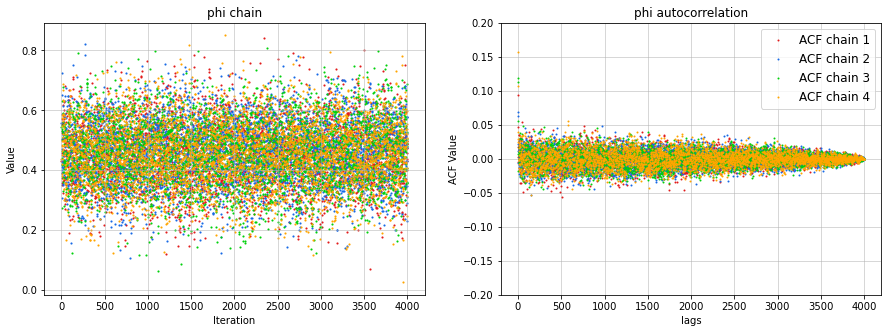 phi chain
Value
0.8
0.6
0.4
0.2
0.0
0 500 1000 1500 2000 2500 3000 3500 4000
Iteration
phi autocorrelation
ACF Value
0.20
0.15
0.10
0.05
0.00
−0.05
−0.10
−0.15
−0.20
ACF chain 1
ACF chain 2
ACF chain 3
ACF chain 4
0 500 1000 1500 2000 2500 3000 3500 4000
lags